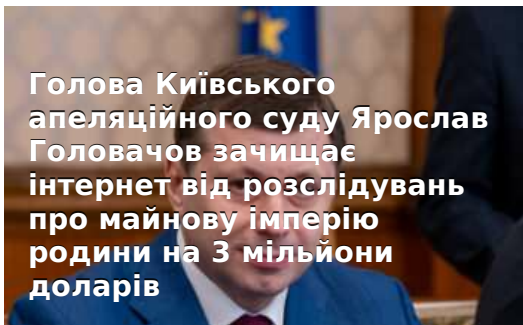 Голова Київського
апеляційного суду Ярослав
Головачов зачищає
інтернет від розслідувань
про майнову імперію
родини на 3 мільйони
доларів